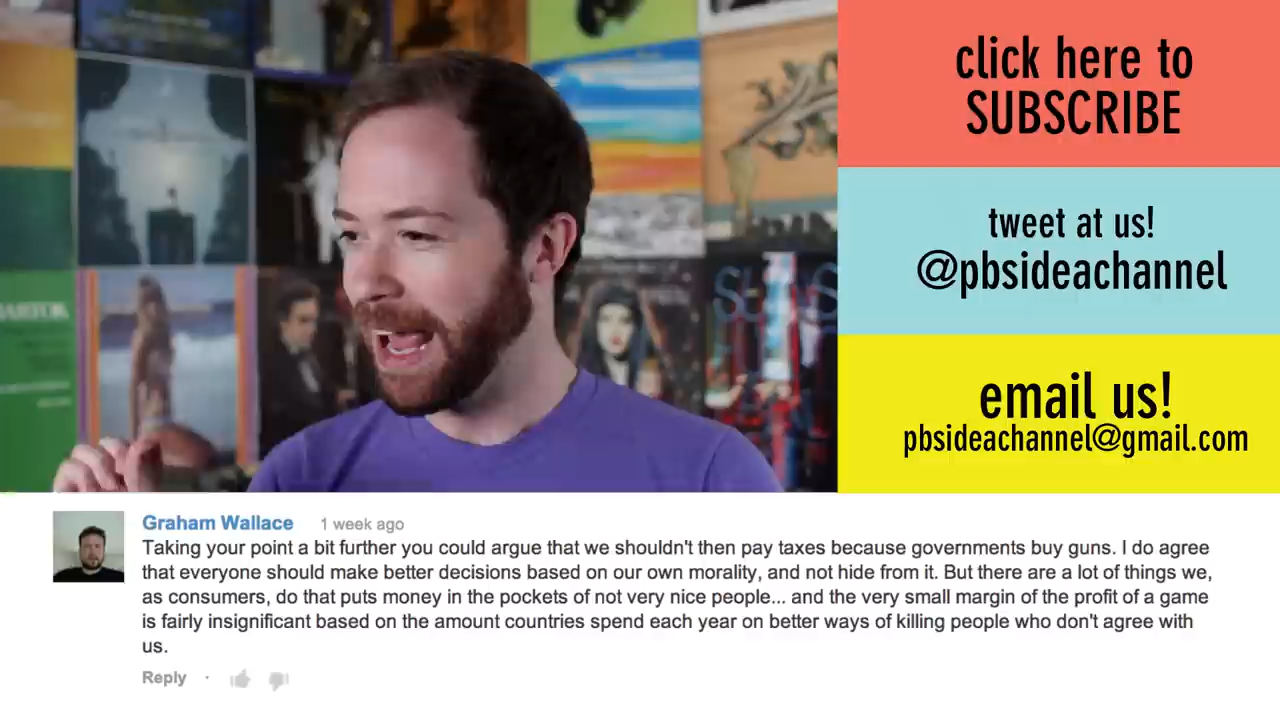 click here to
SUBSCRIBE
tweet at us!
@pbsideachannel
email us!
pbsideachannel@gmail.com
BARTOK
Graham Wallace 1 week ago
Taking your point a bit further you could argue that we shouldn't then pay taxes because governments buy guns. I do agree
that everyone should make better decisions based on our own morality, and not hide from it. But there are a lot of things we,
as consumers, do that puts money in the pockets of not very nice people... and the very small margin of the profit of a game
is fairly insignificant based on the amount countries spend each year on better ways of killing people who don't agree with
us.
Reply ·